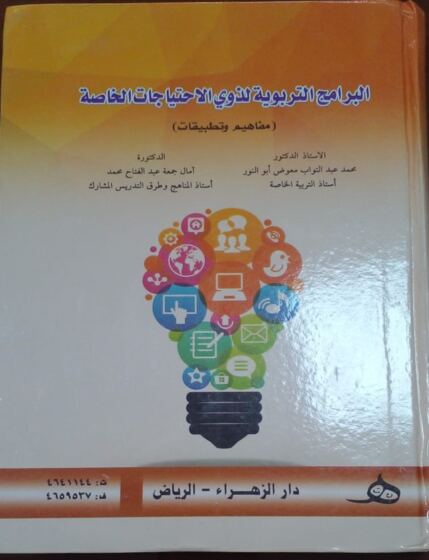 البرامج التربوية لذوي الاحتياجات الخاصة
(مفاهيم وتطبيقات)
الاستاذ الدكتور
محمد عبد التواب معوض أبو النور
أستاذ التربية الخاصة
الدكتورة
آمال جمعة عبد الفتاح محمد
أستاذ المناهج وطرق التدريس المشارك
دار الزهراء - الرياض
ت: ٤٦٤١١٤٤
ف: ٤٦٥٩٥٣٧